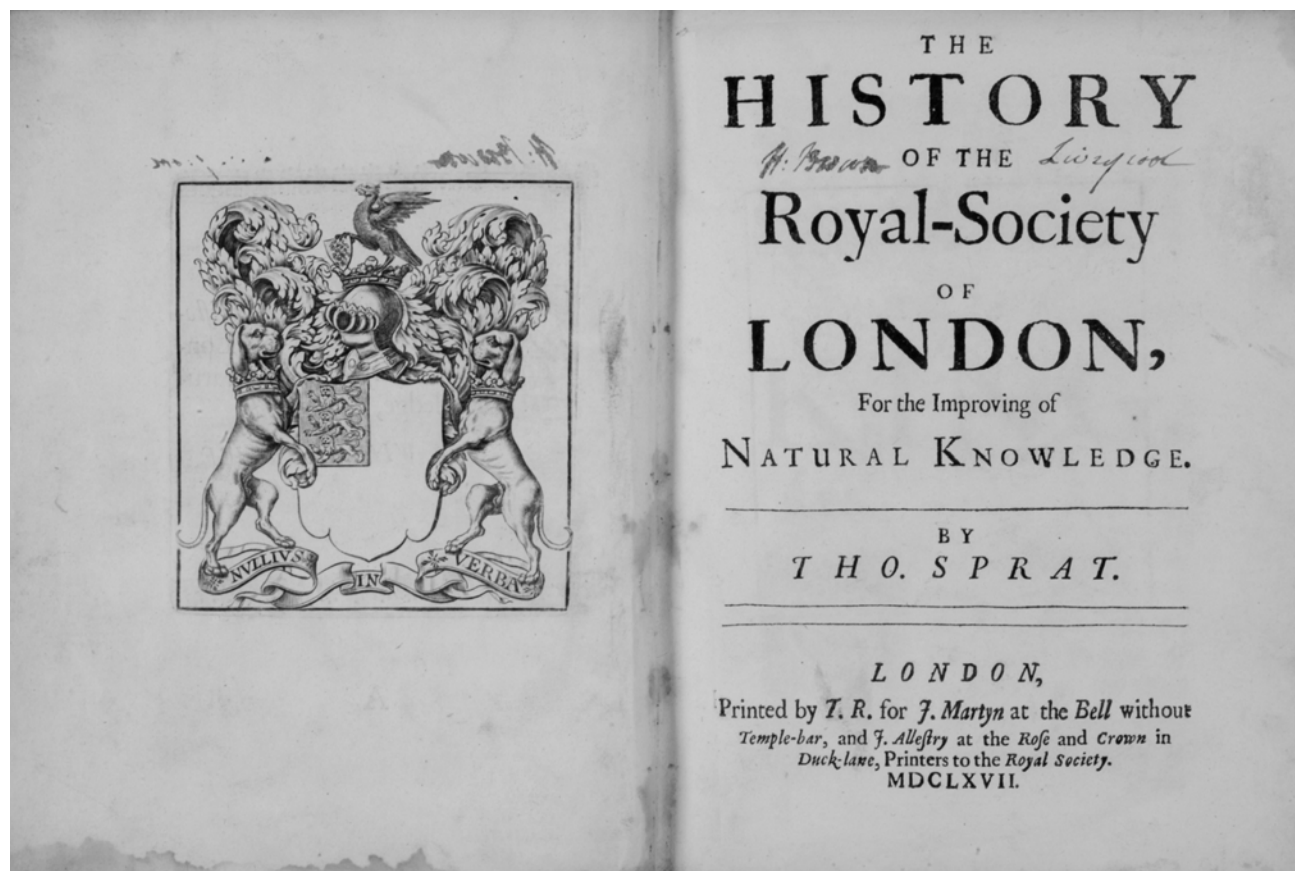 NVLLIVS IN VERBA
THE
HISTORY
H. Brown OF THE Liverpool
Royal-Society
OF
LONDON,
For the Improving of
NATURAL KNOWLEDGE.
BY
THO. SPRAT.
LONDON,
Printed by T. R. for J. Martyn at the Bell without
Temple-bar, and J. Alleſtry at the Roſe and Crown in
Duck-lane, Printers to the Royal Society.
MDCLXVII.